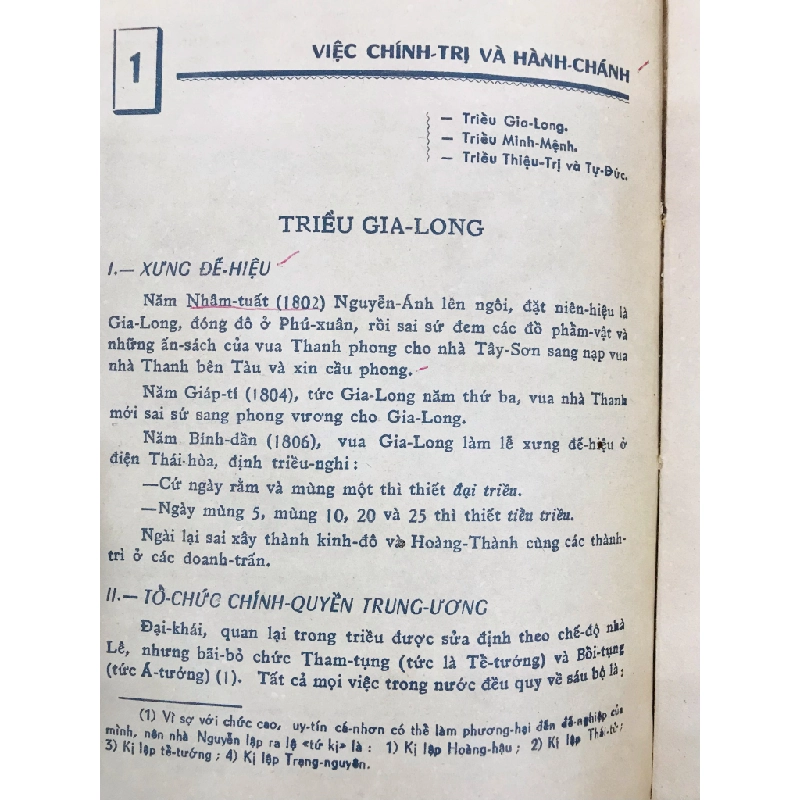 1
VIỆC CHÍNH-TRỊ VÀ HÀNH-CHÁNH
— Triều Gia-Long.
— Triều Minh-Mệnh.
— Triều Thiệu-Trị và Tự-Đức.
TRIỀU GIA-LONG
I.— XƯNG ĐẾ-HIỆU
Năm Nhâm-tuất (1802) Nguyễn-Ánh lên ngôi, đặt niên-hiệu là
Gia-Long, đóng đô ở Phú-xuân, rồi sai sứ đem các đồ phẩm-vật và
những ấn-sách của vua Thanh phong cho nhà Tây-Sơn sang nạp vua
nhà Thanh bên Tàu và xin cầu phong.
Năm Giáp-tí (1804), tức Gia-Long năm thứ ba, vua nhà Thanh
mới sai sứ sang phong vương cho Gia-Long.
Năm Bính-dần (1806), vua Gia-Long làm lễ xưng đế-hiệu ở
điện Thái-hòa, định triều-nghi :
—Cứ ngày rằm và mùng một thì thiết đại triều.
—Ngày mùng 5, mùng 10, 20 và 25 thì thiết tiểu triều.
Ngài lại sai xây thành kinh-đô và Hoàng-Thành cùng các thành-
trì ở các doanh-trấn.
II.— TỔ-CHỨC CHÍNH-QUYỀN TRUNG-ƯƠNG
Đại-khái, quan lại trong triều được sửa định theo chế-độ nhà
Lê, nhưng bãi-bỏ chức Tham-tụng (tức là Tể-tướng) và Bồi-tụng
(tức Á-tướng) (1). Tất cả mọi việc trong nước đều quy về sáu bộ là :
(1) Vì sợ với chức cao, uy-tín cá-nhơn có thể làm phương-hại đến đế-nghiệp của
mình, nên nhà Nguyễn lập ra lệ «tứ kị» là : 1) Kị lập Hoàng-hậu ; 2) Kị lập Thái-tử ;
3) Kị lập tể-tướng ; 4) Kị lập Trạng-nguyên.